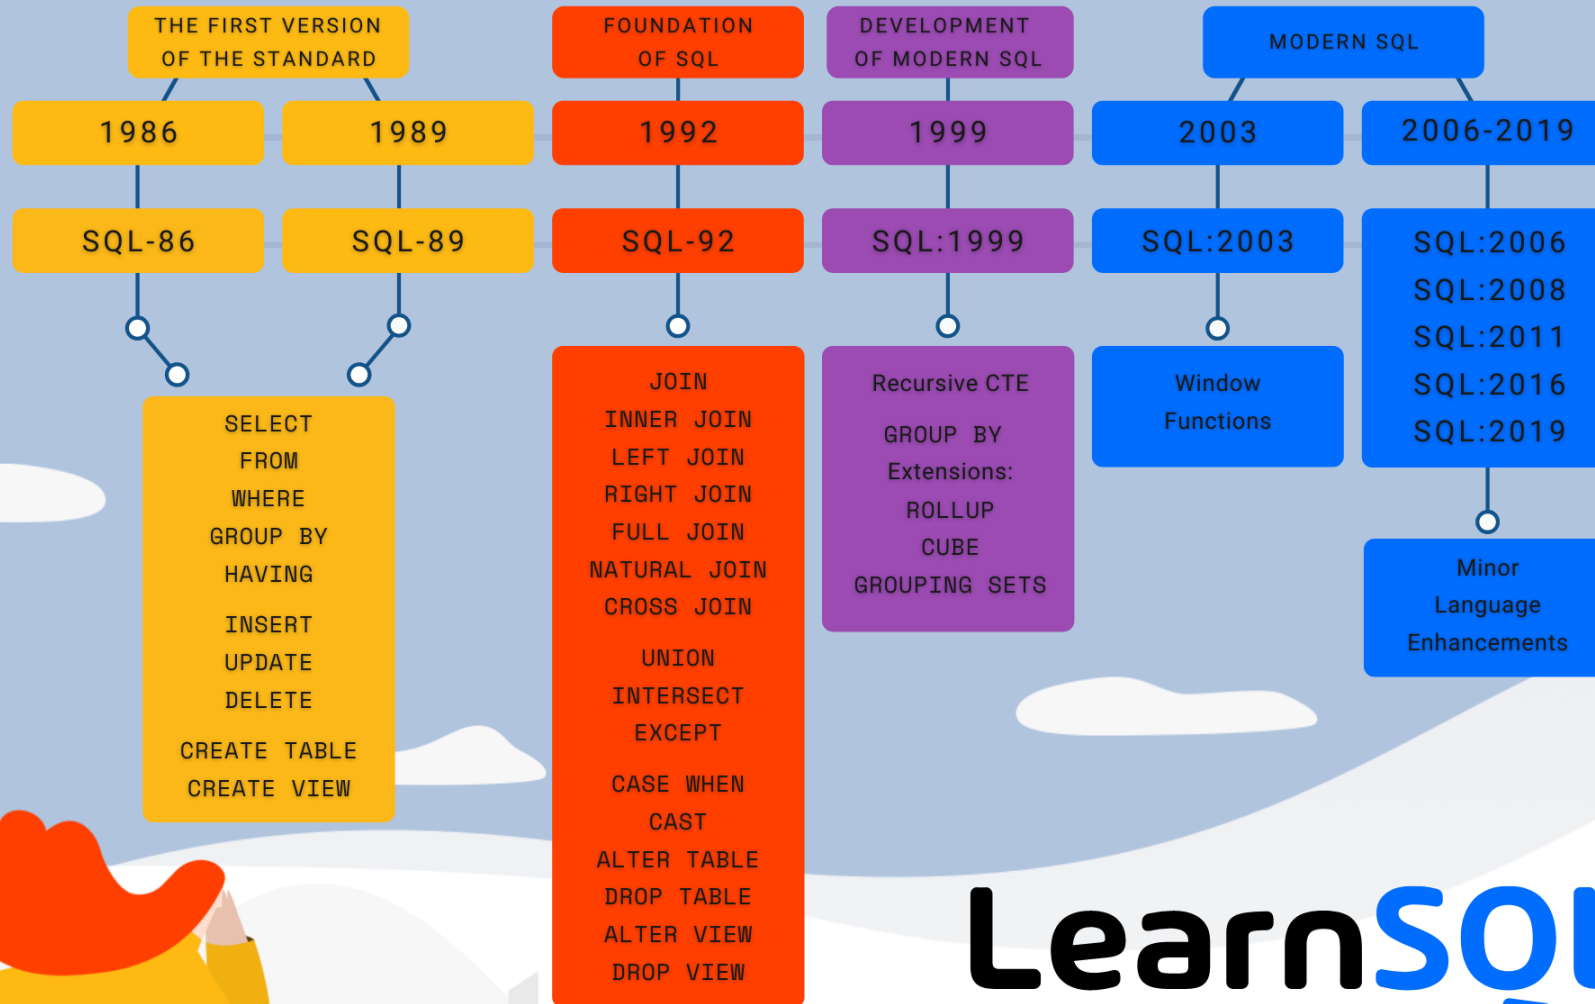 THE FIRST VERSION
OF THE STANDARD
FOUNDATION
OF SQL
DEVELOPMENT
OF MODERN SQL
MODERN SQL
1986
1989
1992
1999
2003
2006-2019
SQL-86
SQL-89
SQL-92
SQL:1999
SQL:2003
SQL:2006
SQL:2008
SQL:2011
SQL:2016
SQL:2019
SELECT
FROM
WHERE
GROUP BY
HAVING
INSERT
UPDATE
DELETE
CREATE TABLE
CREATE VIEW
JOIN
INNER JOIN
LEFT JOIN
RIGHT JOIN
FULL JOIN
NATURAL JOIN
CROSS JOIN
UNION
INTERSECT
EXCEPT
CASE WHEN
CAST
ALTER TABLE
DROP TABLE
ALTER VIEW
DROP VIEW
Recursive CTE
GROUP BY
Extensions:
ROLLUP
CUBE
GROUPING SETS
Window
Functions
Minor
Language
Enhancements
LearnSQL